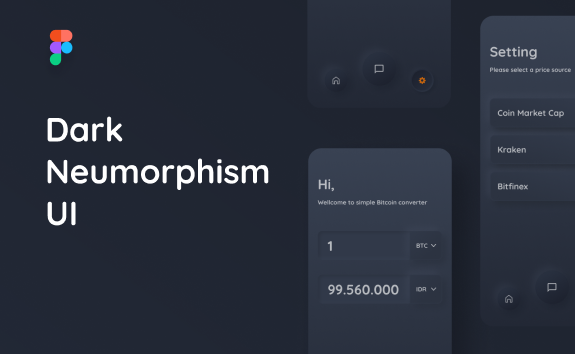 Dark
Neumorphism
UI
Hi,
Wellcome to simple Bitcoin converter
1
BTC
99.560.000
IDR
Setting
Please select a price source
Coin Market Cap
Kraken
Bitfinex